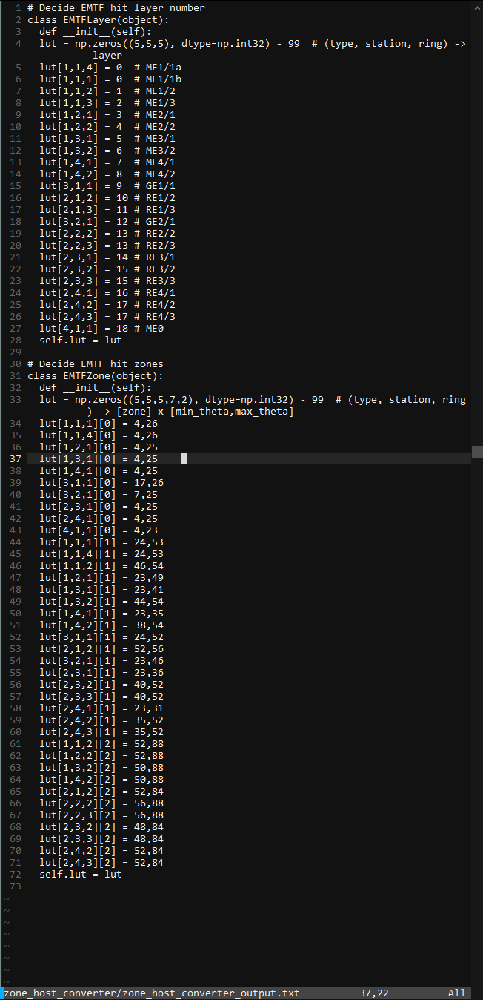 1 # Decide EMTF hit layer number
2 class EMTFLayer(object):
3   def __init__(self):
4   lut = np.zeros((5,5,5), dtype=np.int32) - 99  # (type, station, ring) ->
layer
5   lut[1,1,4] = 0  # ME1/1a
6   lut[1,1,1] = 0  # ME1/1b
7   lut[1,1,2] = 1  # ME1/2
8   lut[1,1,3] = 2  # ME1/3
9   lut[1,2,1] = 3  # ME2/1
10   lut[1,2,2] = 4  # ME2/2
11   lut[1,3,1] = 5  # ME3/1
12   lut[1,3,2] = 6  # ME3/2
13   lut[1,4,1] = 7  # ME4/1
14   lut[1,4,2] = 8  # ME4/2
15   lut[3,1,1] = 9  # GE1/1
16   lut[2,1,2] = 10 # RE1/2
17   lut[2,1,3] = 11 # RE1/3
18   lut[3,2,1] = 12 # GE2/1
19   lut[2,2,2] = 13 # RE2/2
20   lut[2,2,3] = 13 # RE2/3
21   lut[2,3,1] = 14 # RE3/1
22   lut[2,3,2] = 15 # RE3/2
23   lut[2,3,3] = 15 # RE3/3
24   lut[2,4,1] = 16 # RE4/1
25   lut[2,4,2] = 17 # RE4/2
26   lut[2,4,3] = 17 # RE4/3
27   lut[4,1,1] = 18 # ME0
28   self.lut = lut
29
30 # Decide EMTF hit zones
31 class EMTFZone(object):
32   def __init__(self):
33   lut = np.zeros((5,5,5,7,2), dtype=np.int32) - 99  # (type, station, ring
) -> [zone] x [min_theta,max_theta]
34   lut[1,1,1][0] = 4,26
35   lut[1,1,4][0] = 4,26
36   lut[1,2,1][0] = 4,25
37   lut[1,3,1][0] = 4,25
38   lut[1,4,1][0] = 4,25
39   lut[3,1,1][0] = 17,26
40   lut[3,2,1][0] = 7,25
41   lut[2,3,1][0] = 4,25
42   lut[2,4,1][0] = 4,25
43   lut[4,1,1][0] = 4,23
44   lut[1,1,1][1] = 24,53
45   lut[1,1,4][1] = 24,53
46   lut[1,1,2][1] = 46,54
47   lut[1,2,1][1] = 23,49
48   lut[1,3,1][1] = 23,41
49   lut[1,3,2][1] = 44,54
50   lut[1,4,1][1] = 23,35
51   lut[1,4,2][1] = 38,54
52   lut[3,1,1][1] = 24,52
53   lut[2,1,2][1] = 52,56
54   lut[3,2,1][1] = 23,46
55   lut[2,3,1][1] = 23,36
56   lut[2,3,2][1] = 40,52
57   lut[2,3,3][1] = 40,52
58   lut[2,4,1][1] = 23,31
59   lut[2,4,2][1] = 35,52
60   lut[2,4,3][1] = 35,52
61   lut[1,1,2][2] = 52,88
62   lut[1,2,2][2] = 52,88
63   lut[1,3,2][2] = 50,88
64   lut[1,4,2][2] = 50,88
65   lut[2,1,2][2] = 52,84
66   lut[2,2,2][2] = 56,88
67   lut[2,2,3][2] = 56,88
68   lut[2,3,2][2] = 48,84
69   lut[2,3,3][2] = 48,84
70   lut[2,4,2][2] = 52,84
71   lut[2,4,3][2] = 52,84
72   self.lut = lut
73
~
~
~
~
~
~
~
~
zone_host_converter/zone_host_converter_output.txt 37,22 All